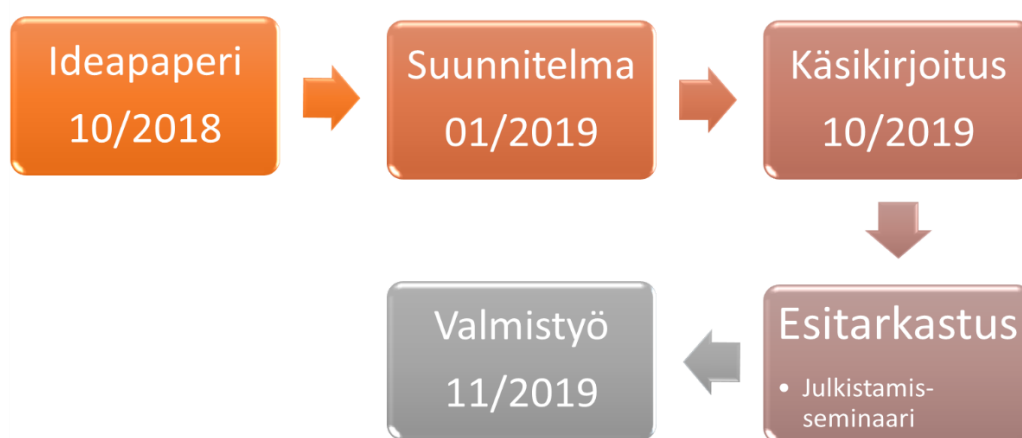 Ideapaperi
10/2018
Suunnitelma
01/2019
Käsikirjoitus
10/2019
Esitarkastus
• Julkistamis-
seminaari
Valmistyö
11/2019